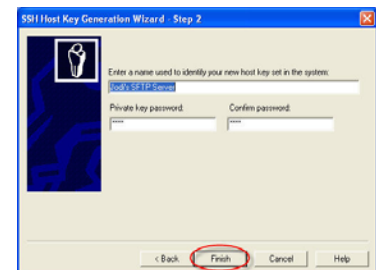 SSH Host Key Generation Wizard - Step 2
Enter a name used to identify your new host key set in the system:
Jodi's SFTP Server
Private key password:
Confirm password:
< Back
Finish
Cancel
Help